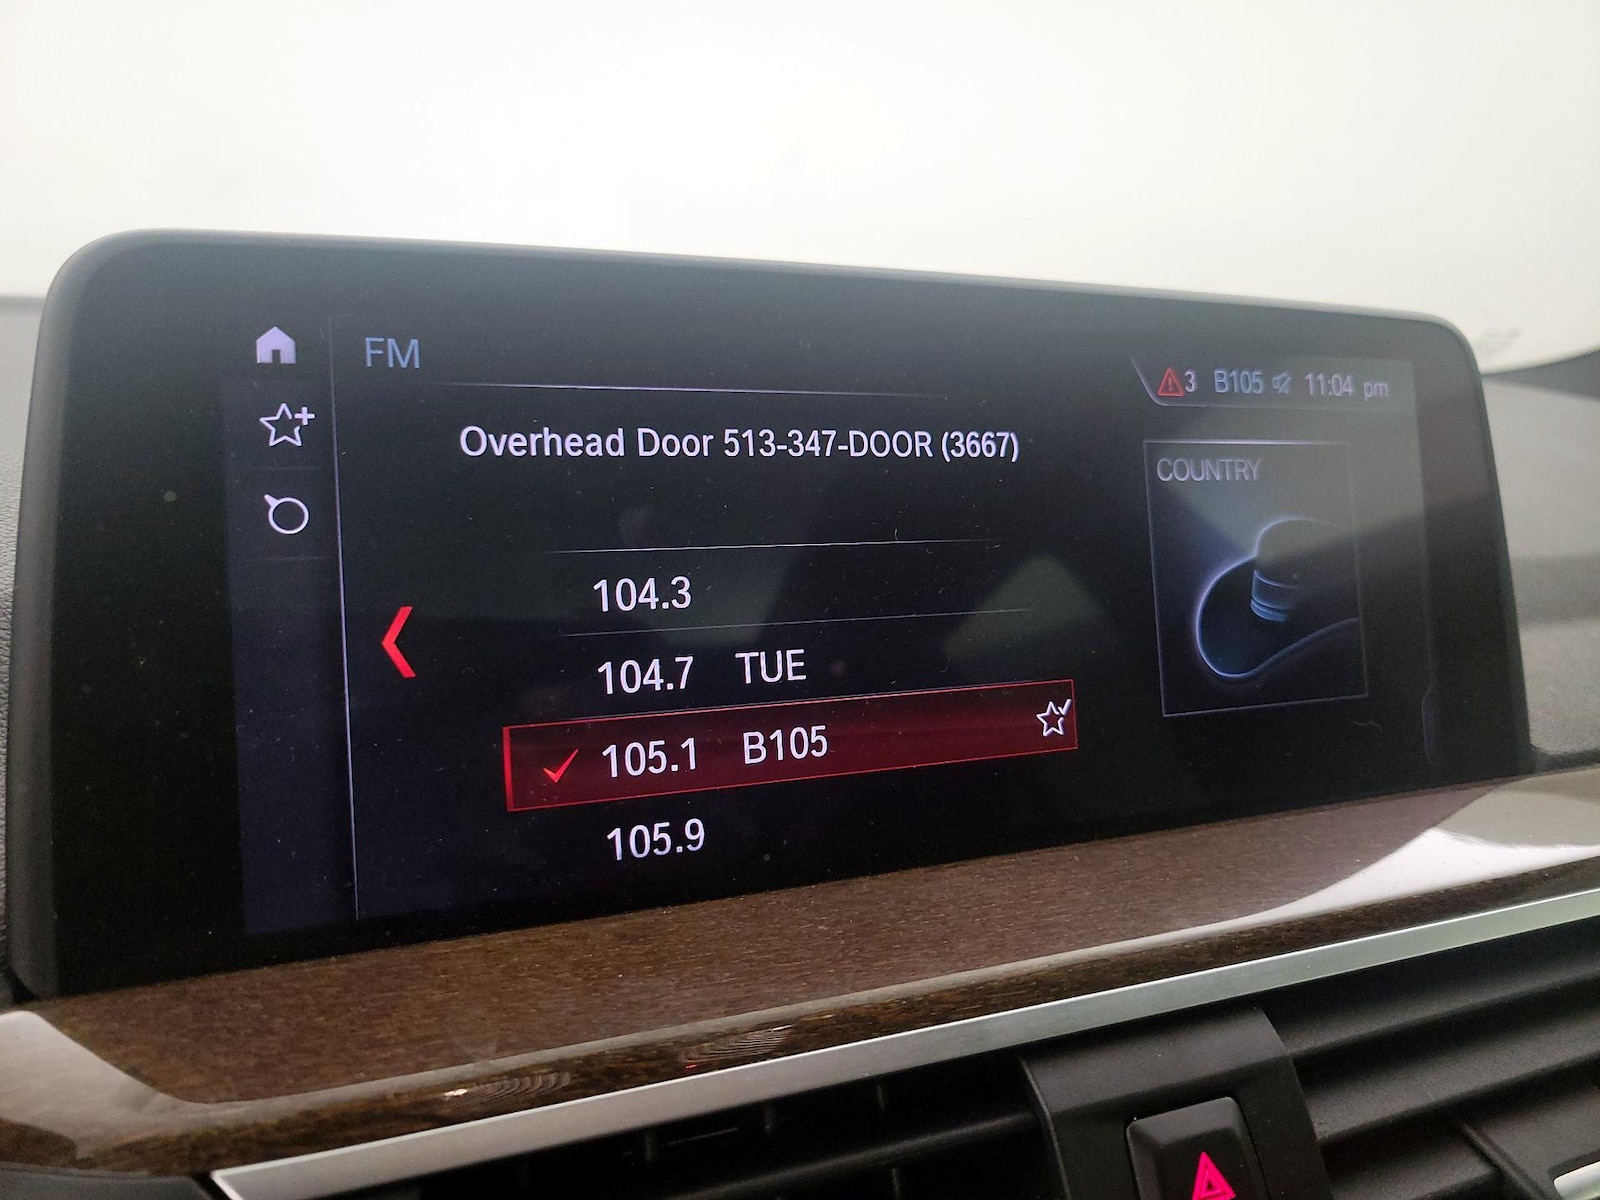 FM
3 B105 11:04 pm
Overhead Door 513-347-DOOR (3667)
COUNTRY
104.3
104.7 TUE
105.1 B105
105.9